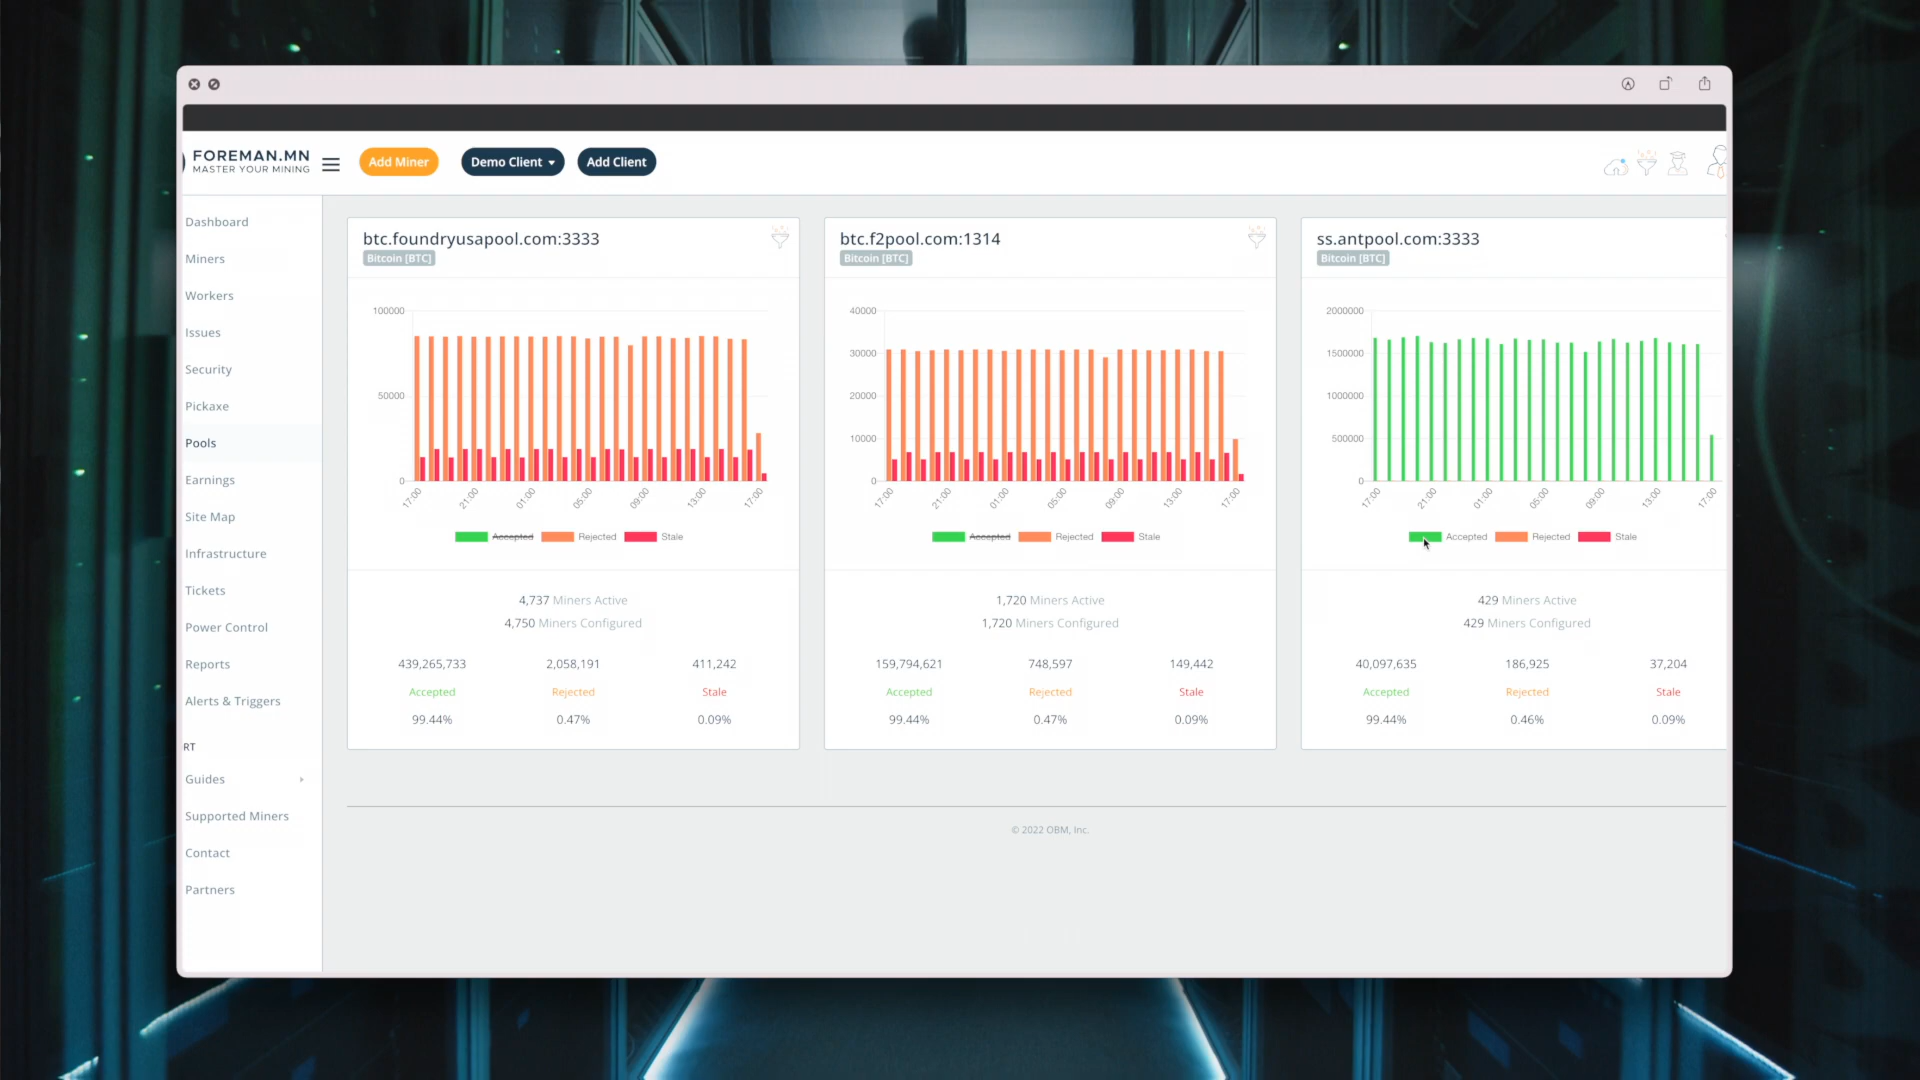 FOREMAN.MN
MASTER YOUR MINING
Add Miner
Demo Client
Add Client
Dashboard
Miners
Workers
Issues
Security
Pickaxe
Pools
Earnings
Site Map
Infrastructure
Tickets
Power Control
Reports
Alerts & Triggers
RT
Guides
Supported Miners
Contact
Partners
btc.foundryusapool.com:3333
Bitcoin [BTC]
100000
50000
0
17:00 21:00 01:00 05:00 09:00 13:00 17:00
Accepted Rejected Stale
4,737 Miners Active
4,750 Miners Configured
439,265,733 2,058,191 411,242
Accepted Rejected Stale
99.44% 0.47% 0.09%
btc.f2pool.com:1314
Bitcoin [BTC]
40000
30000
20000
10000
0
17:00 21:00 01:00 05:00 09:00 13:00 17:00
Accepted Rejected Stale
1,720 Miners Active
1,720 Miners Configured
159,794,621 748,597 149,442
Accepted Rejected Stale
99.44% 0.47% 0.09%
ss.antpool.com:3333
Bitcoin [BTC]
2000000
1500000
1000000
500000
0
17:00 21:00 01:00 05:00 09:00 13:00 17:00
Accepted Rejected Stale
429 Miners Active
429 Miners Configured
40,097,635 186,925 37,204
Accepted Rejected Stale
99.44% 0.46% 0.09%
© 2022 OBM, Inc.